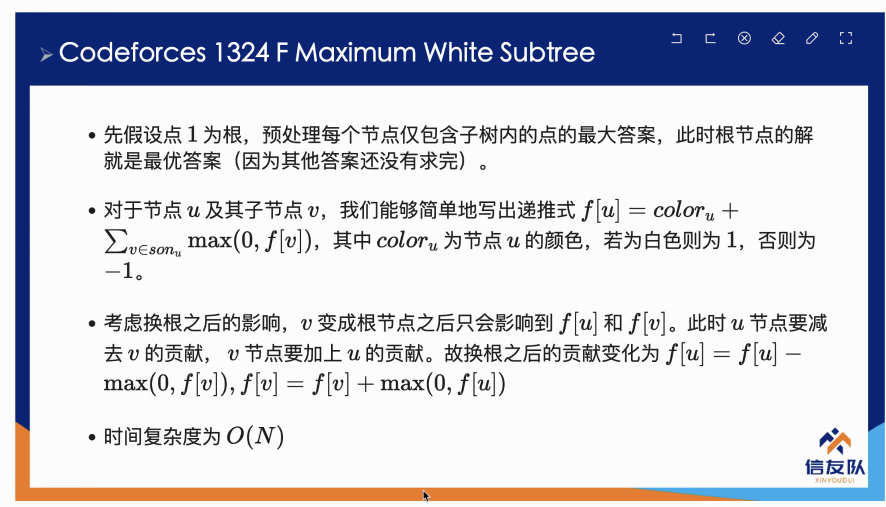 Codeforces 1324 F Maximum White Subtree
• 先假设点 1 为根，预处理每个节点仅包含子树内的点的最大答案，此时根节点的解
就是最优答案（因为其他答案还没有求完）。
• 对于节点 u 及其子节点 v，我们能够简单地写出递推式 f[u] = color_u +
∑_{v∈son_u} max(0, f[v])，其中 color_u 为节点 u 的颜色，若为白色则为 1，否则为
−1。
• 考虑换根之后的影响，v 变成根节点之后只会影响到 f[u] 和 f[v]。此时 u 节点要减
去 v 的贡献， v 节点要加上 u 的贡献。故换根之后的贡献变化为 f[u] = f[u] −
max(0, f[v]), f[v] = f[v] + max(0, f[u])
• 时间复杂度为 O(N)
信友队
XINYOUDUI